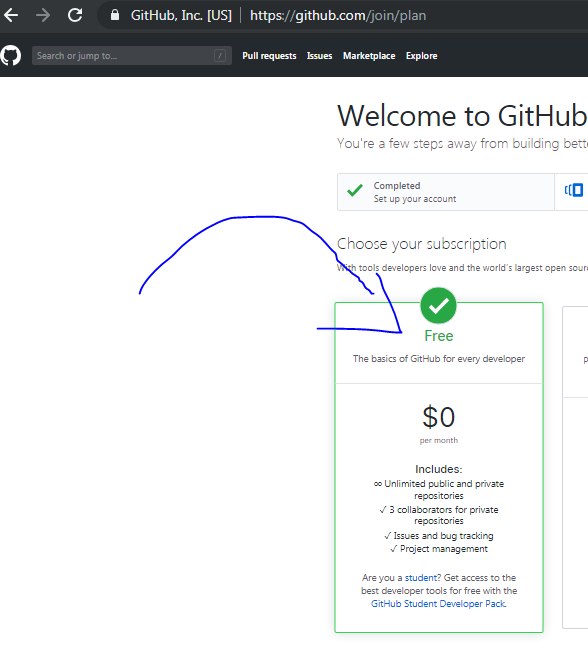 GitHub, Inc. [US] | https://github.com/join/plan
Search or jump to... / Pull requests Issues Marketplace Explore
Welcome to GitHub
You're a few steps away from building bett
Completed
Set up your account
Choose your subscription
With tools developers love and the world's largest open sour
Free
The basics of GitHub for every developer
$0
per month
Includes:
∞ Unlimited public and private
repositories
✓ 3 collaborators for private
repositories
✓ Issues and bug tracking
✓ Project management
Are you a student? Get access to the
best developer tools for free with the
GitHub Student Developer Pack.